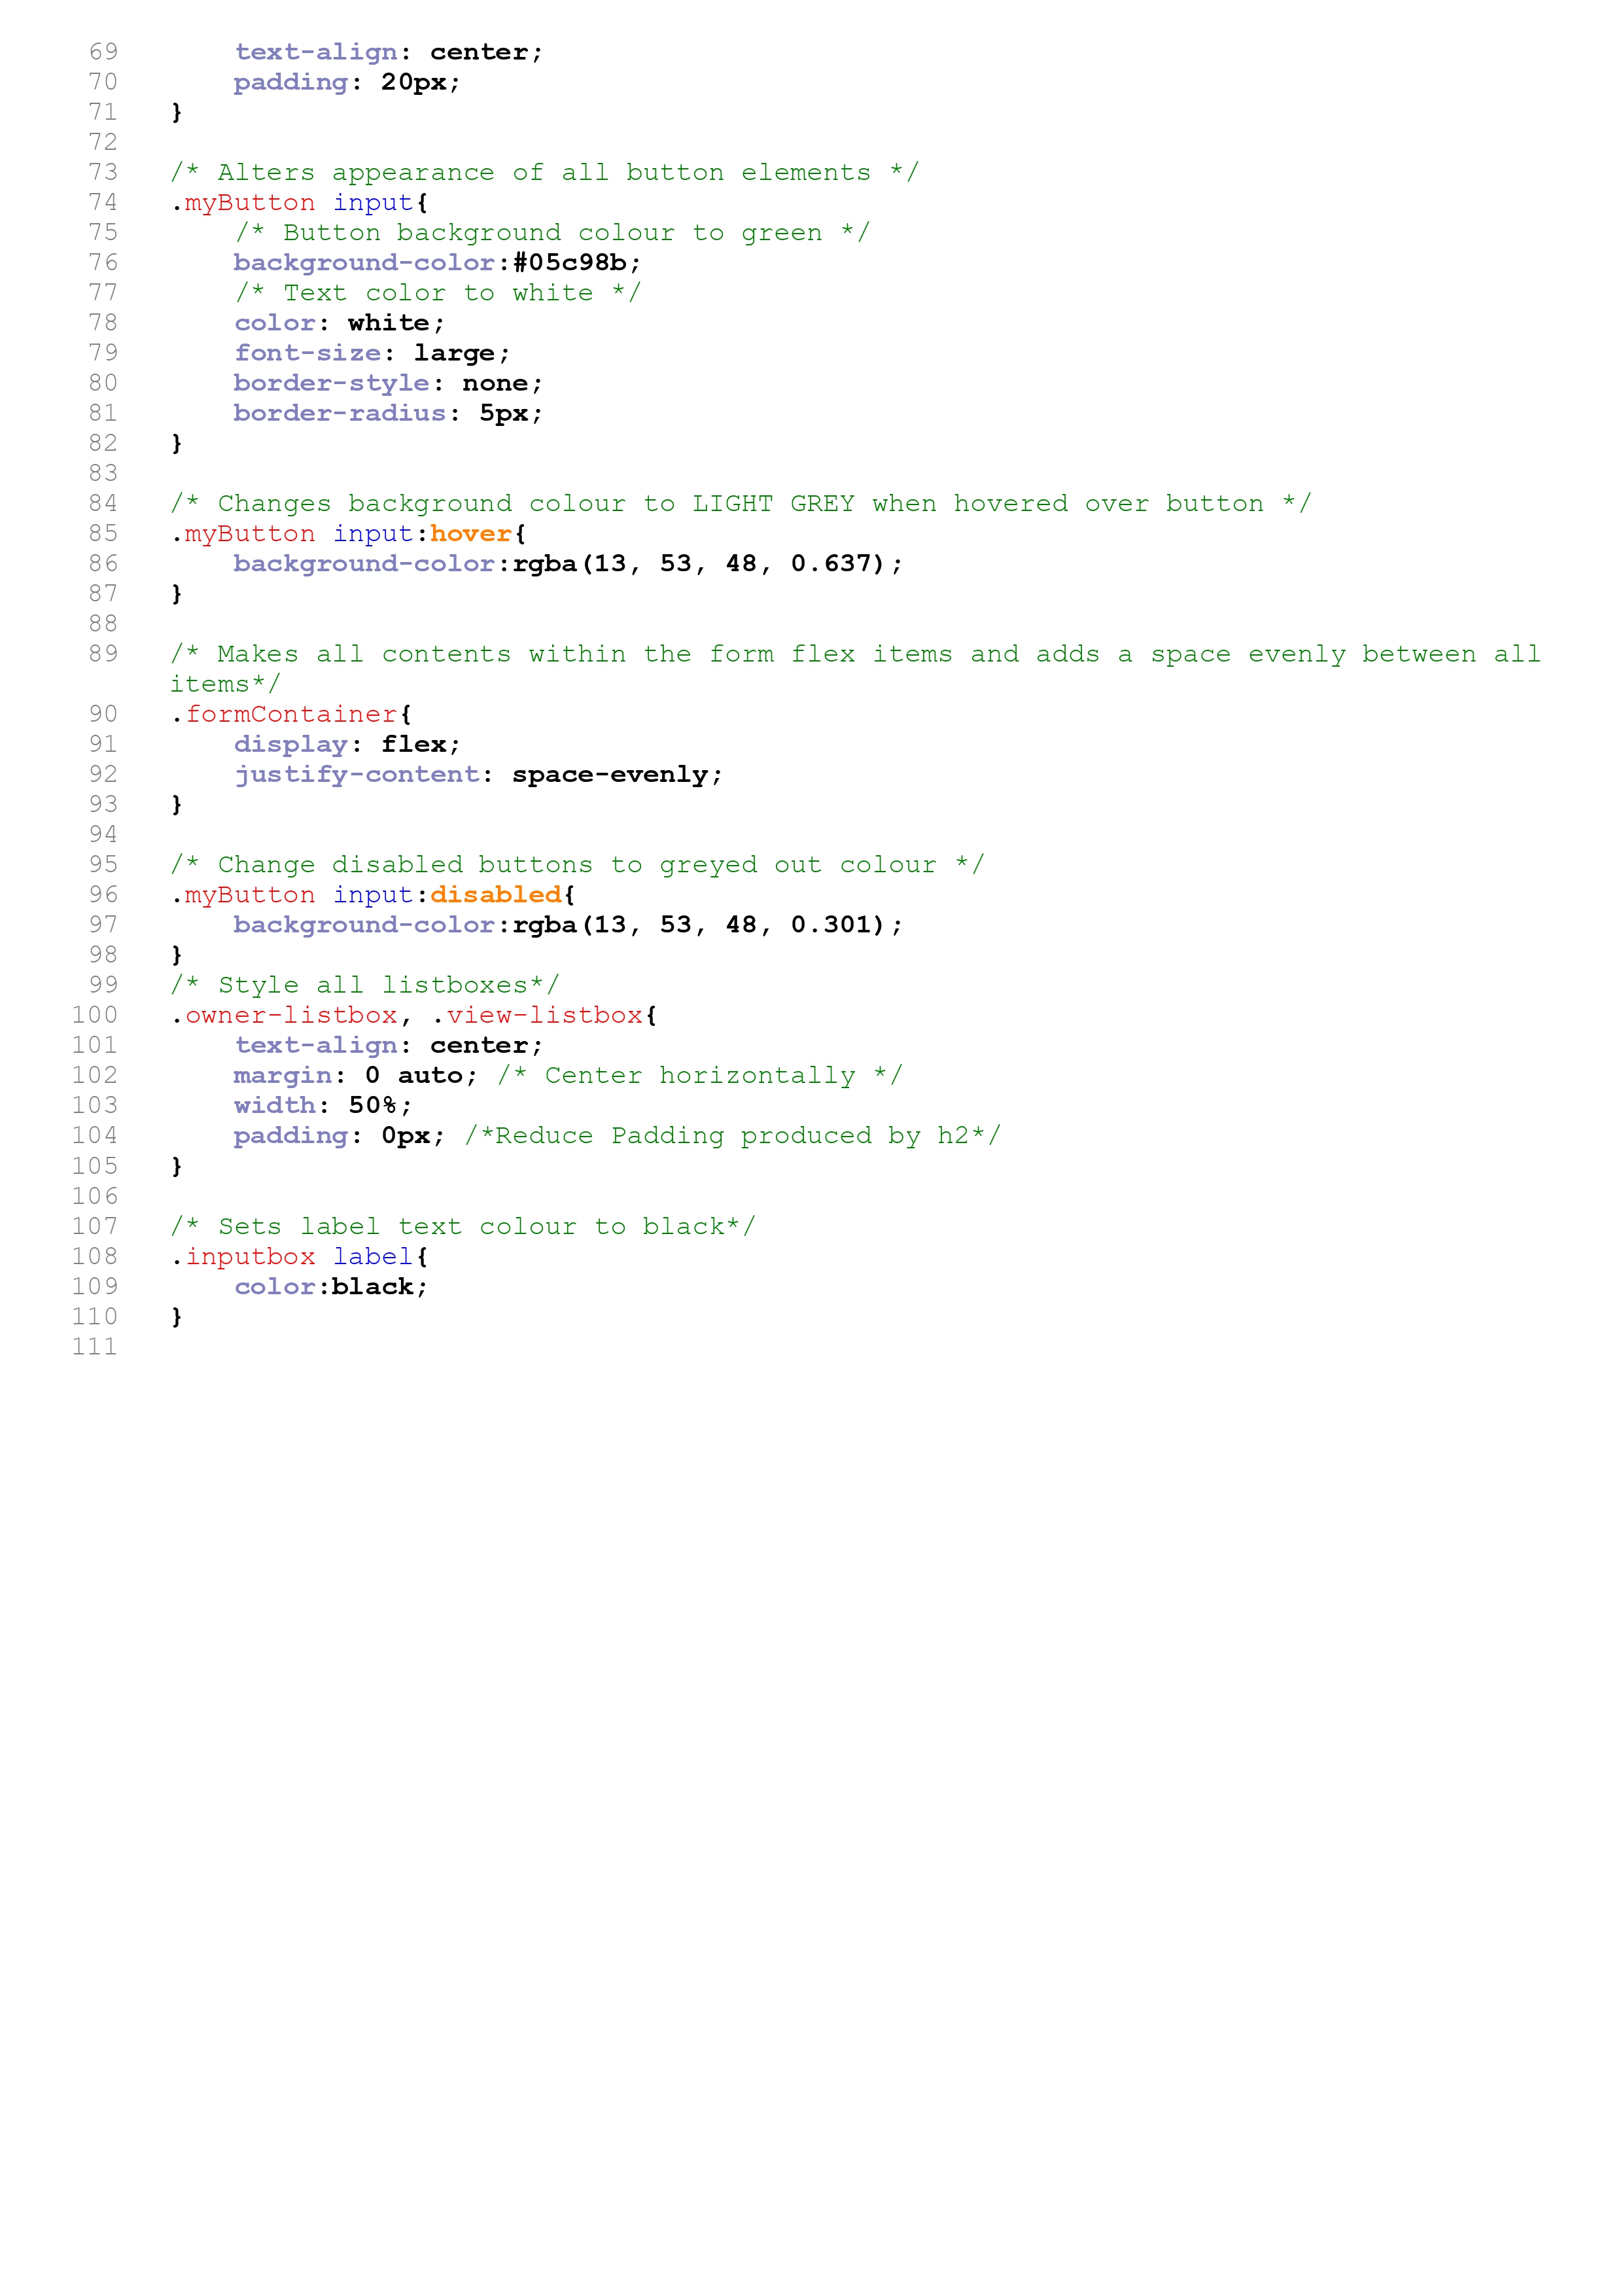 69 text-align: center;
70 padding: 20px;
71 }
72
73 /* Alters appearance of all button elements */
74 .myButton input{
75 /* Button background colour to green */
76 background-color:#05c98b;
77 /* Text color to white */
78 color: white;
79 font-size: large;
80 border-style: none;
81 border-radius: 5px;
82 }
83
84 /* Changes background colour to LIGHT GREY when hovered over button */
85 .myButton input:hover{
86 background-color:rgba(13, 53, 48, 0.637);
87 }
88
89 /* Makes all contents within the form flex items and adds a space evenly between all
items*/
90 .formContainer{
91 display: flex;
92 justify-content: space-evenly;
93 }
94
95 /* Change disabled buttons to greyed out colour */
96 .myButton input:disabled{
97 background-color:rgba(13, 53, 48, 0.301);
98 }
99 /* Style all listboxes*/
100 .owner-listbox, .view-listbox{
101 text-align: center;
102 margin: 0 auto; /* Center horizontally */
103 width: 50%;
104 padding: 0px; /*Reduce Padding produced by h2*/
105 }
106
107 /* Sets label text colour to black*/
108 .inputbox label{
109 color:black;
110 }
111